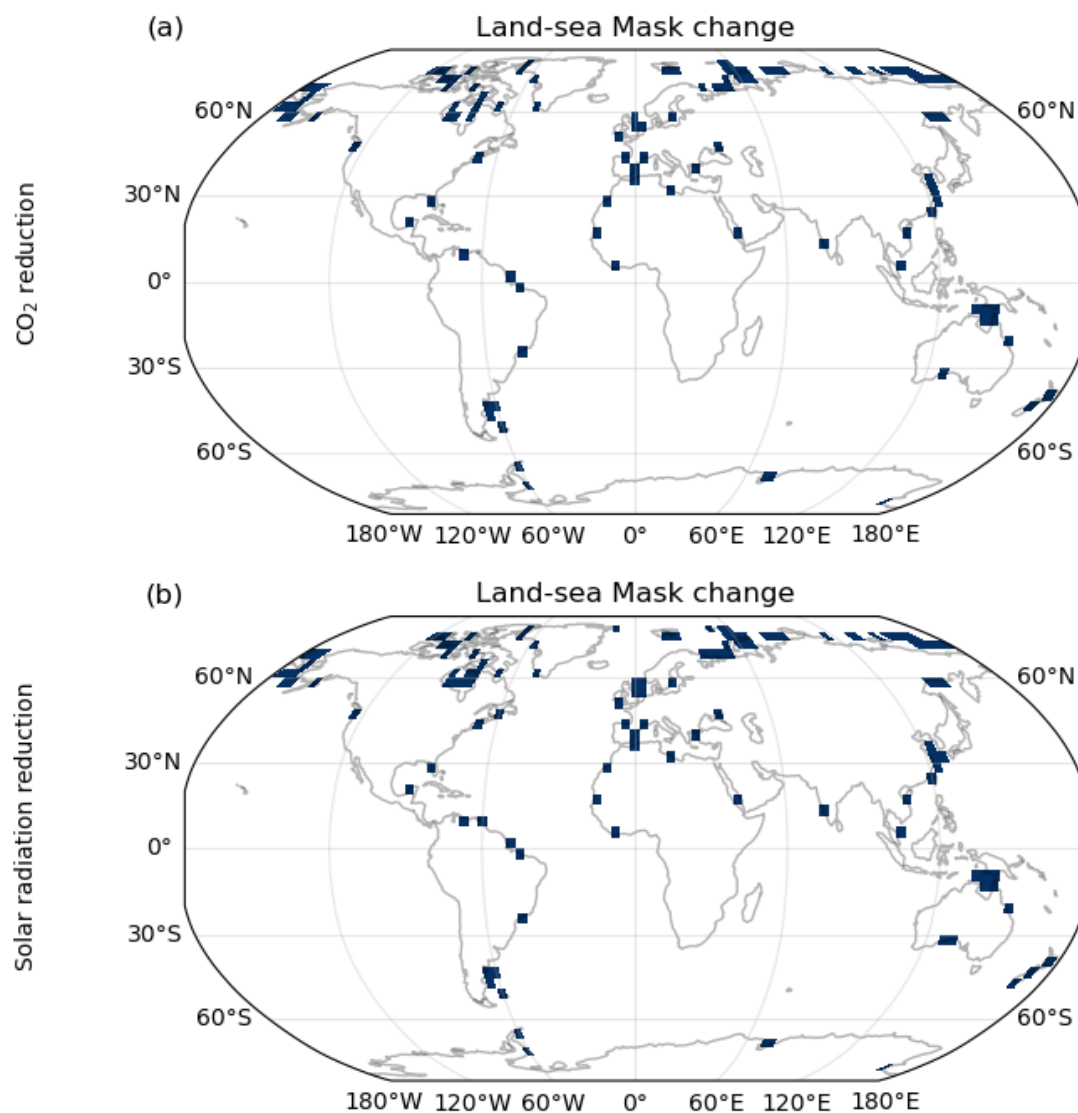 (a) Land-sea Mask change
60°N 60°N
30°N
CO₂ reduction
0°
30°S
60°S 60°S
180°W 120°W 60°W 0° 60°E 120°E 180°E
(b) Land-sea Mask change
60°N 60°N
30°N
Solar radiation reduction
0°
30°S
60°S 60°S
180°W 120°W 60°W 0° 60°E 120°E 180°E